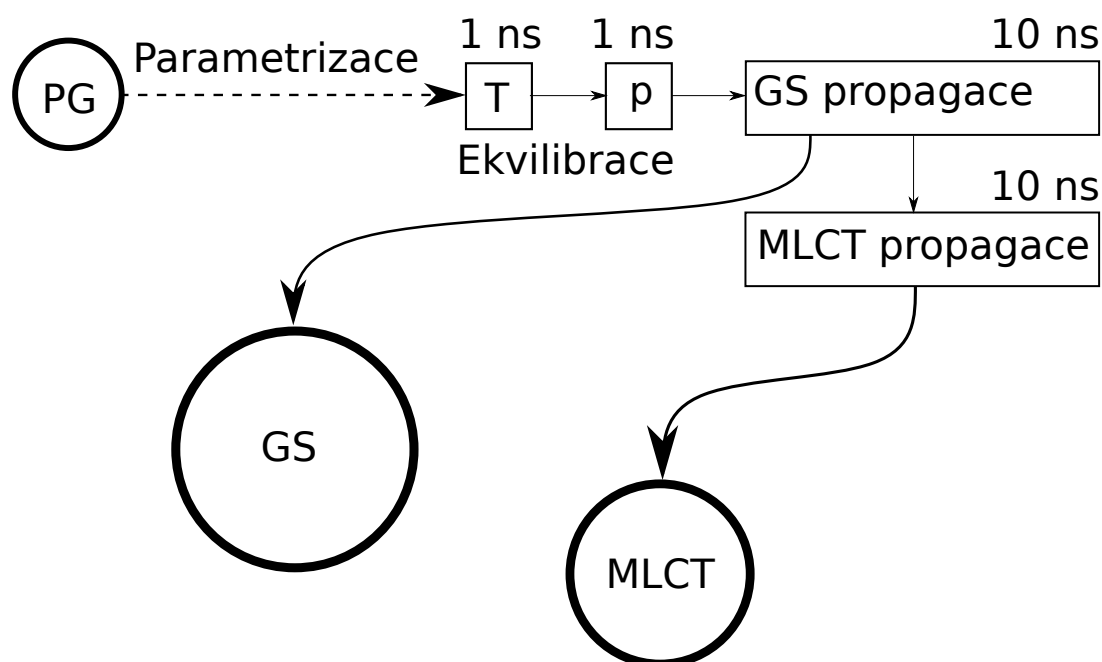 1 ns
1 ns
10 ns
PG
Parametrizace
T
p
GS propagace
Ekvilibrace
10 ns
MLCT propagace
GS
MLCT